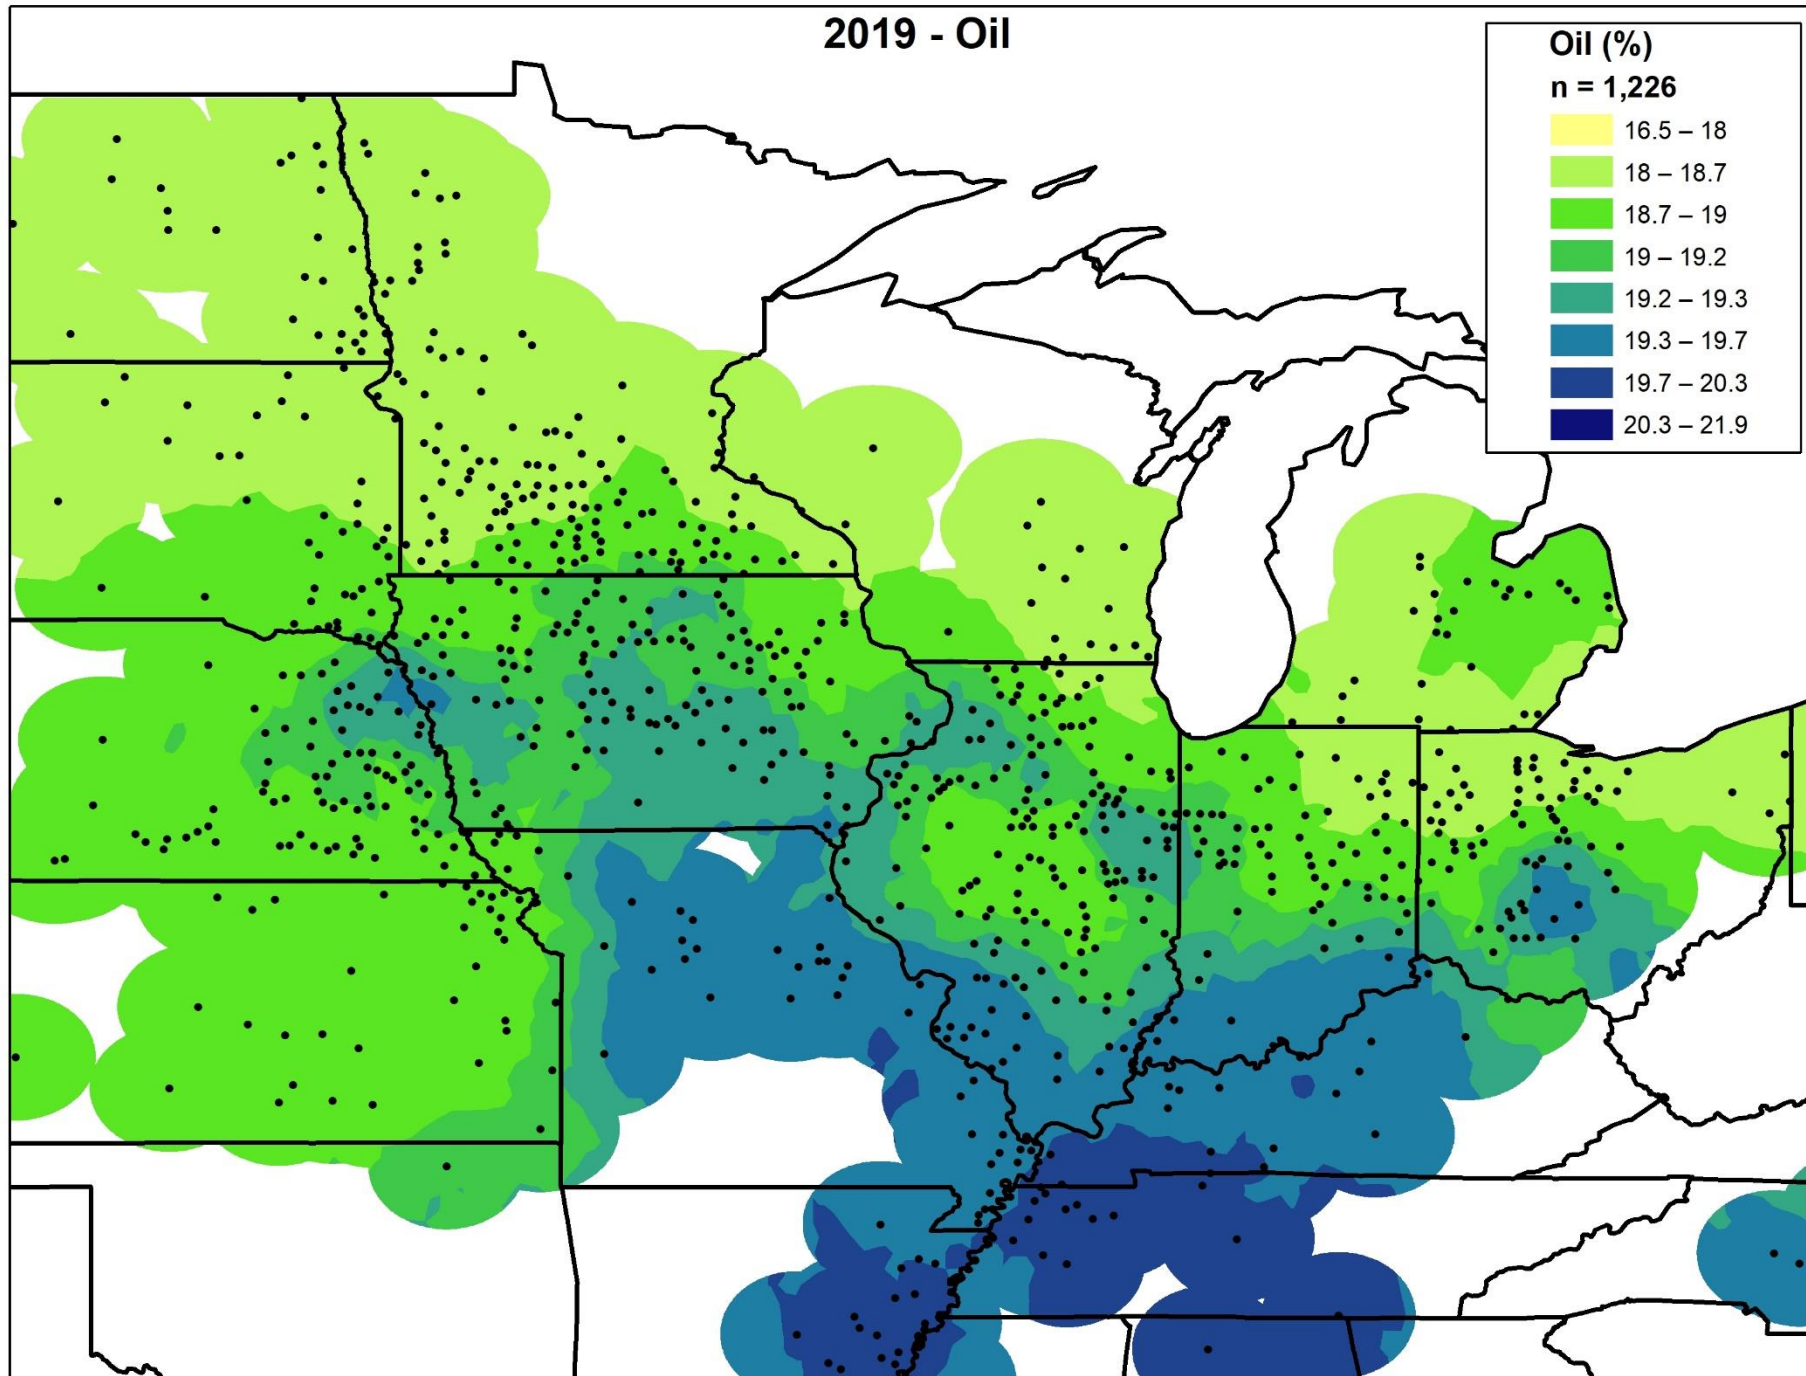 2019 - Oil
Oil (%)
n = 1,226
16.5 – 18
18 – 18.7
18.7 – 19
19 – 19.2
19.2 – 19.3
19.3 – 19.7
19.7 – 20.3
20.3 – 21.9